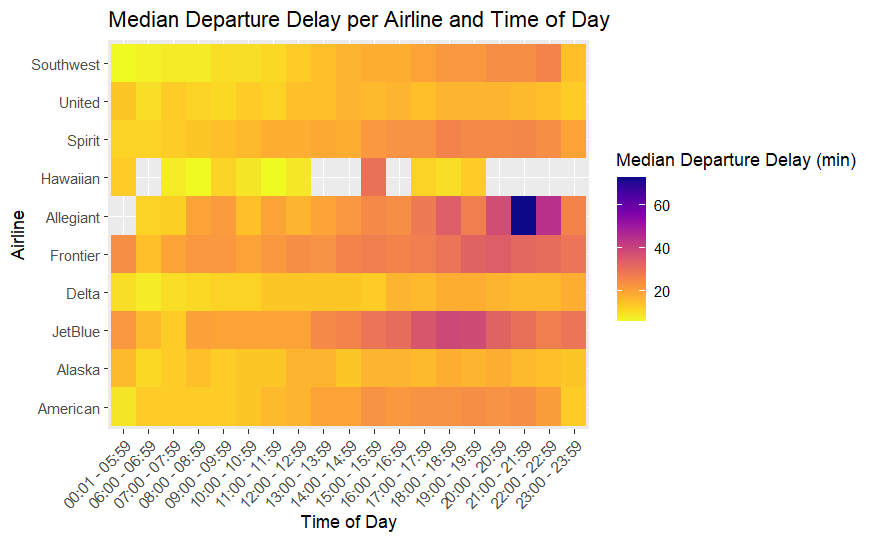 Median Departure Delay per Airline and Time of Day
Airline
Southwest
United
Spirit
Hawaiian
Allegiant
Frontier
Delta
JetBlue
Alaska
American
00:01 - 05:59
06:00 - 06:59
07:00 - 07:59
08:00 - 08:59
09:00 - 09:59
10:00 - 10:59
11:00 - 11:59
12:00 - 12:59
13:00 - 13:59
14:00 - 14:59
15:00 - 15:59
16:00 - 16:59
17:00 - 17:59
18:00 - 18:59
19:00 - 19:59
20:00 - 20:59
21:00 - 21:59
22:00 - 22:59
23:00 - 23:59
Time of Day
Median Departure Delay (min)
60
40
20